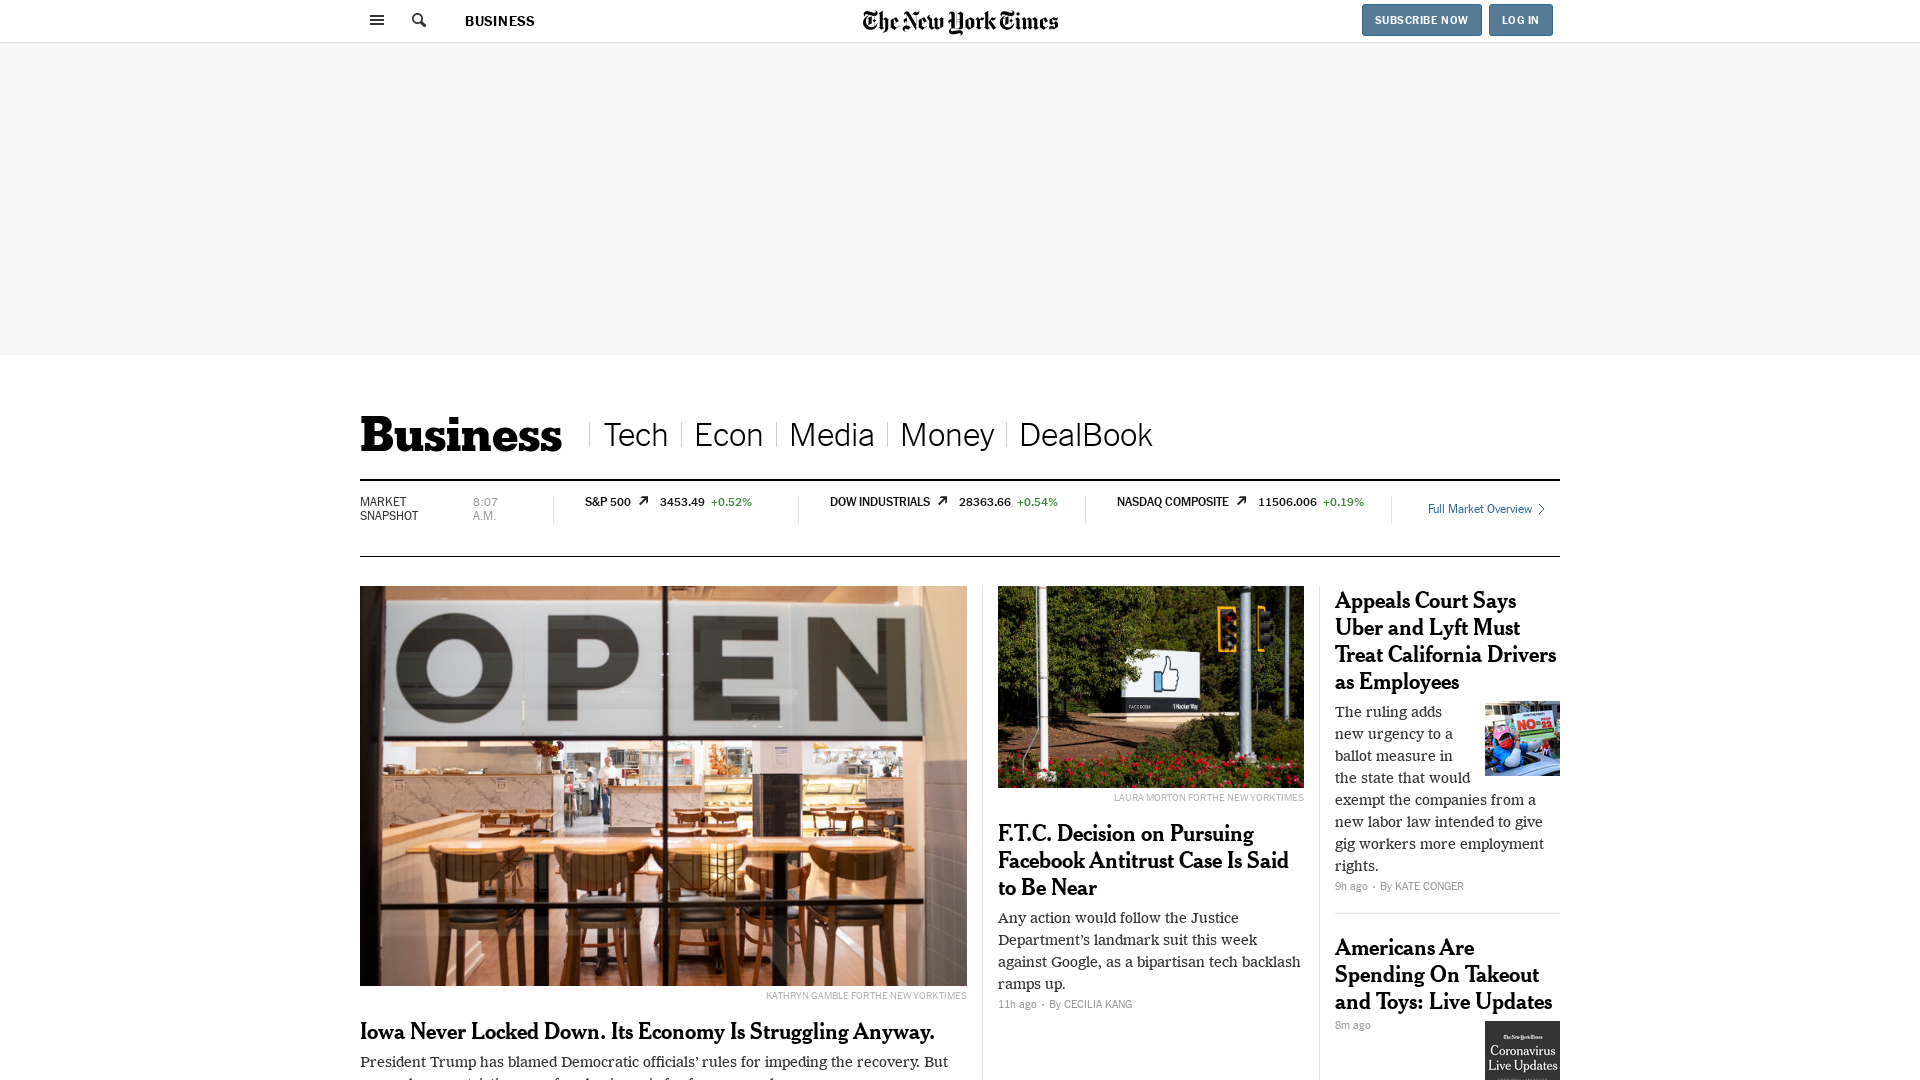 BUSINESS
The New York Times
SUBSCRIBE NOW
LOG IN
Business
Tech
Econ
Media
Money
DealBook
MARKET
SNAPSHOT
8:07
A.M.
S&P 500 3453.49 +0.52%
DOW INDUSTRIALS 28363.66 +0.54%
NASDAQ COMPOSITE 11506.006 +0.19%
Full Market Overview
OPEN
KATHRYN GAMBLE FOR THE NEW YORK TIMES
Iowa Never Locked Down. Its Economy Is Struggling Anyway.
President Trump has blamed Democratic officials’ rules for impeding the recovery. But
FACEBOOK
1 Hacker Way
LAURA MORTON FOR THE NEW YORK TIMES
F.T.C. Decision on Pursuing
Facebook Antitrust Case Is Said
to Be Near
Any action would follow the Justice
Department’s landmark suit this week
against Google, as a bipartisan tech backlash
ramps up.
11h ago • By CECILIA KANG
Appeals Court Says
Uber and Lyft Must
Treat California Drivers
as Employees
The ruling adds
new urgency to a
ballot measure in
the state that would
exempt the companies from a
new labor law intended to give
gig workers more employment
rights.
NO
22
9h ago • By KATE CONGER
Americans Are
Spending On Takeout
and Toys: Live Updates
8m ago
The New York Times
Coronavirus
Live Updates